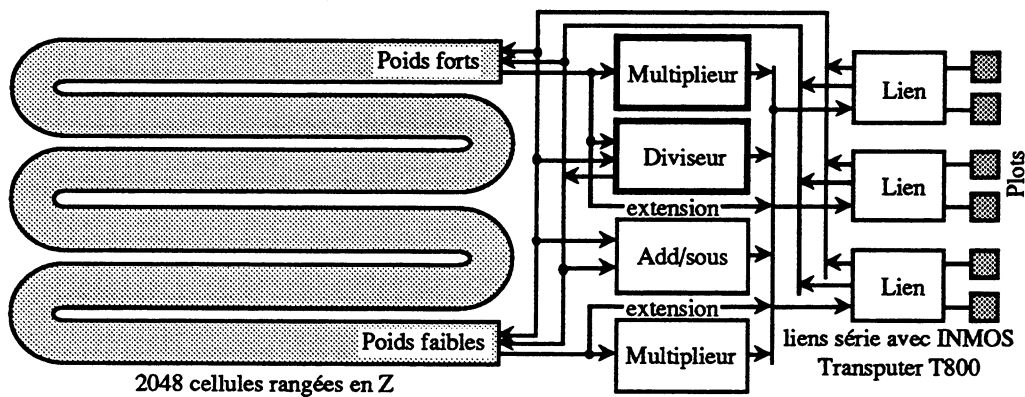 Poids forts
Multiplieur
Lien
Diviseur
Lien
Plots
extension
Add/sous
Lien
extension
Poids faibles
Multiplieur
liens série avec INMOS
Transputer T800
2048 cellules rangées en Z